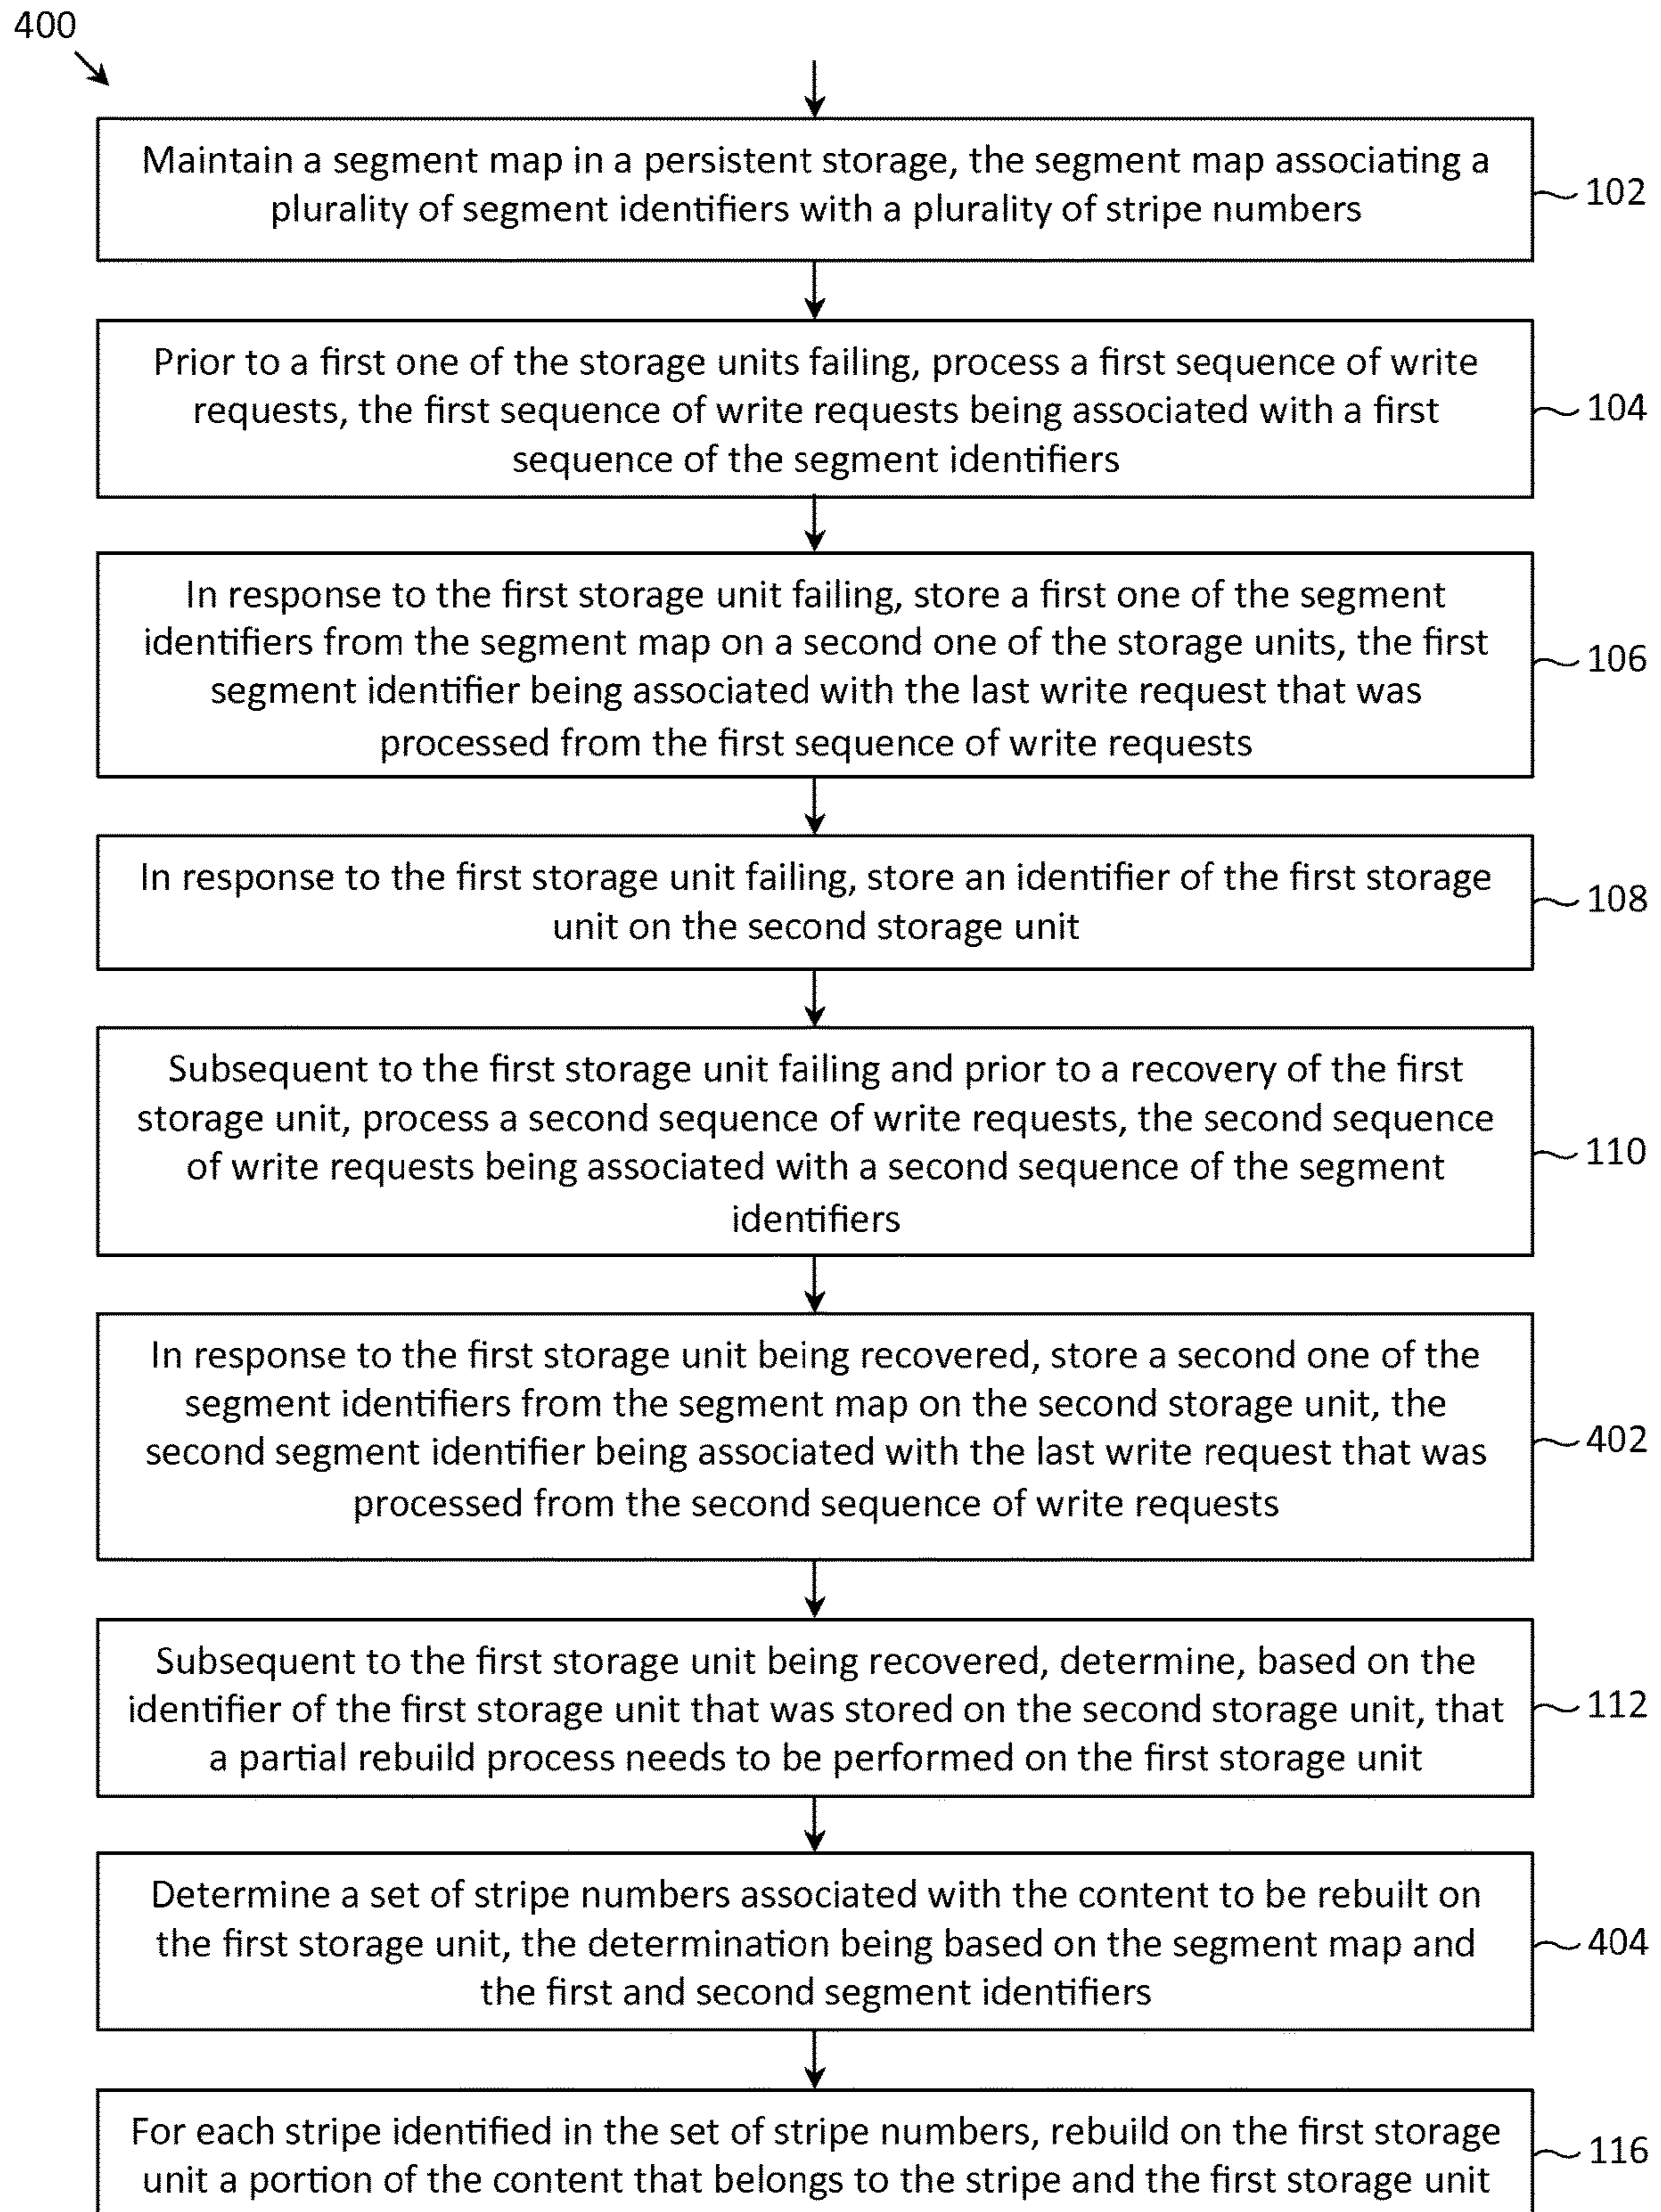 400
Maintain a segment map in a persistent storage, the segment map associating a
plurality of segment identifiers with a plurality of stripe numbers
102
Prior to a first one of the storage units failing, process a first sequence of write
requests, the first sequence of write requests being associated with a first
sequence of the segment identifiers
104
In response to the first storage unit failing, store a first one of the segment
identifiers from the segment map on a second one of the storage units, the first
segment identifier being associated with the last write request that was
processed from the first sequence of write requests
106
In response to the first storage unit failing, store an identifier of the first storage
unit on the second storage unit
108
Subsequent to the first storage unit failing and prior to a recovery of the first
storage unit, process a second sequence of write requests, the second sequence
of write requests being associated with a second sequence of the segment
identifiers
110
In response to the first storage unit being recovered, store a second one of the
segment identifiers from the segment map on the second storage unit, the
second segment identifier being associated with the last write request that was
processed from the second sequence of write requests
402
Subsequent to the first storage unit being recovered, determine, based on the
identifier of the first storage unit that was stored on the second storage unit, that
a partial rebuild process needs to be performed on the first storage unit
112
Determine a set of stripe numbers associated with the content to be rebuilt on
the first storage unit, the determination being based on the segment map and
the first and second segment identifiers
404
For each stripe identified in the set of stripe numbers, rebuild on the first storage
unit a portion of the content that belongs to the stripe and the first storage unit
116